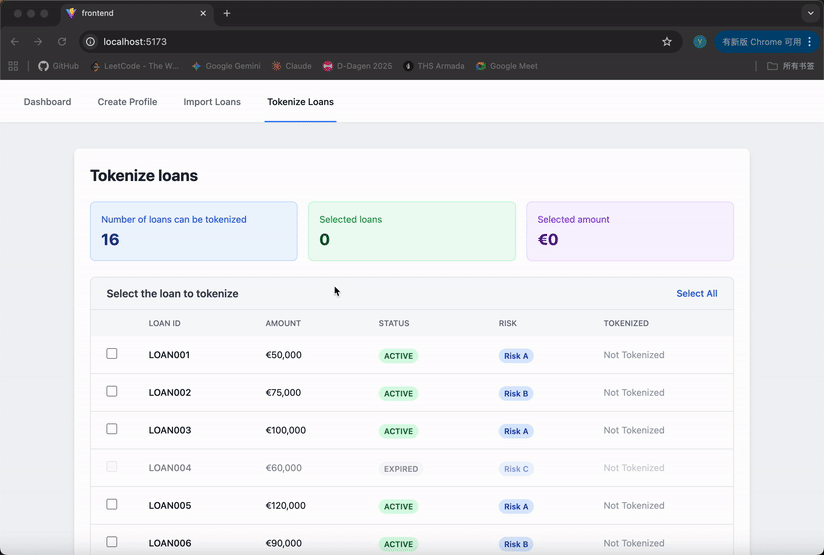 frontend
localhost:5173
Y
有新版 Chrome 可用
GitHub
LeetCode - The W...
Google Gemini
Claude
D-Dagen 2025
THS Armada
Google Meet
所有书签
Dashboard
Create Profile
Import Loans
Tokenize Loans
Tokenize loans
Number of loans can be tokenized
16
Selected loans
0
Selected amount
€0
Select the loan to tokenize
Select All
LOAN ID AMOUNT STATUS RISK TOKENIZED
LOAN001 €50,000 ACTIVE Risk A Not Tokenized
LOAN002 €75,000 ACTIVE Risk B Not Tokenized
LOAN003 €100,000 ACTIVE Risk A Not Tokenized
LOAN004 €60,000 EXPIRED Risk C Not Tokenized
LOAN005 €120,000 ACTIVE Risk A Not Tokenized
LOAN006 €90,000 ACTIVE Risk B Not Tokenized